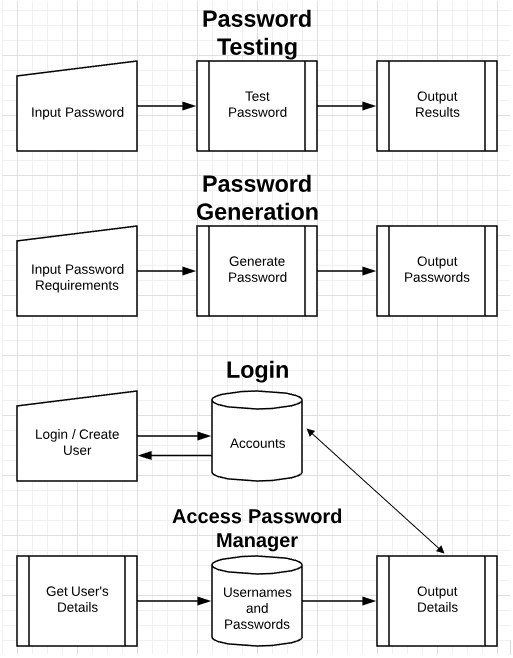 Password
Testing
Input Password
Test
Password
Output
Results
Password
Generation
Input Password
Requirements
Generate
Password
Output
Passwords
Login
Login / Create
User
Accounts
Access Password
Manager
Get User's
Details
Usernames
and
Passwords
Output
Details